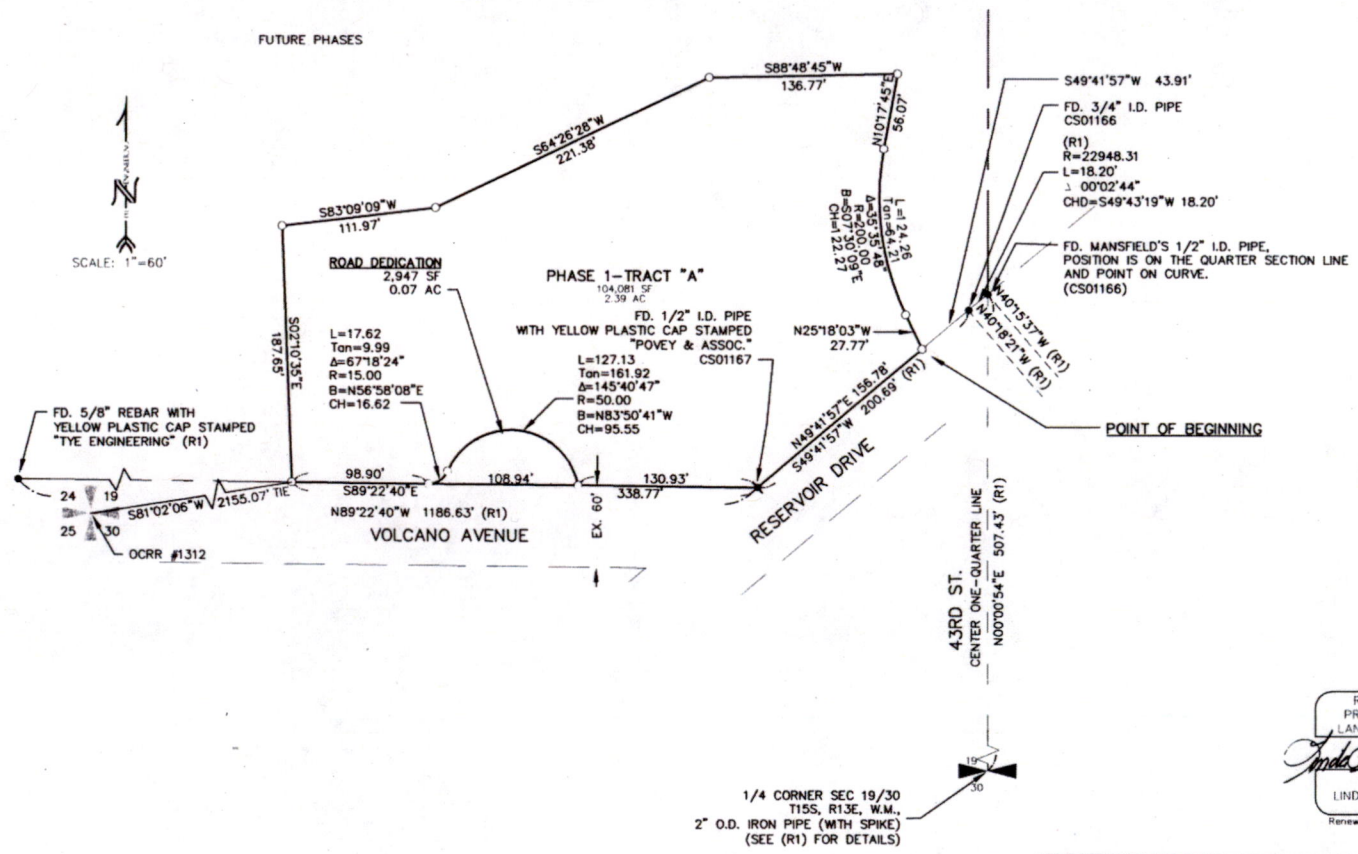 FUTURE PHASES
N
SCALE: 1"=60'
S88°48'45"W
136.77'
N10°17'45"E
56.07'
S64°26'28"W
221.38'
S83°09'09"W
111.97'
S02°10'35"E
187.65'
L=124.26
Tan=64.21
Δ=35°35'48"
R=200.00
B=S07°30'09"E
CH=122.27
S49°41'57"W 43.91'
FD. 3/4" I.D. PIPE
CS01166
(R1)
R=22948.31
L=18.20'
Δ 00°02'44"
CHD=S49°43'19"W 18.20'
FD. MANSFIELD'S 1/2" I.D. PIPE,
POSITION IS ON THE QUARTER SECTION LINE
AND POINT ON CURVE.
(CS01166)
N40°15'37"W (R1)
N40°18'21"W (R1)
ROAD DEDICATION
2,947 SF
0.07 AC
PHASE 1-TRACT "A"
104,081 SF
2.39 AC
FD. 1/2" I.D. PIPE
WITH YELLOW PLASTIC CAP STAMPED
"POVEY & ASSOC."
CS01167
L=17.62
Tan=9.99
Δ=67°18'24"
R=15.00
B=N56°58'08"E
CH=16.62
L=127.13
Tan=161.92
Δ=145°40'47"
R=50.00
B=N83°50'41"W
CH=95.55
N25°18'03"W
27.77'
FD. 5/8" REBAR WITH
YELLOW PLASTIC CAP STAMPED
"TYE ENGINEERING" (R1)
N49°41'57"E 156.78'
S49°41'57"W 200.69' (R1)
RESERVOIR DRIVE
POINT OF BEGINNING
24 19
25 30
S81°02'06"W 2155.07' TIE
OCRR #1312
98.90'
S89°22'40"E
108.94'
130.93'
338.77'
N89°22'40"W 1186.63' (R1)
VOLCANO AVENUE
EX. 60'
43RD ST.
CENTER ONE-QUARTER LINE
N00°00'54"E 507.43' (R1)
19
30
1/4 CORNER SEC 19/30
T15S, R13E, W.M.,
2" O.D. IRON PIPE (WITH SPIKE)
(SEE (R1) FOR DETAILS)
R
PR
LAN
LIND
Renew